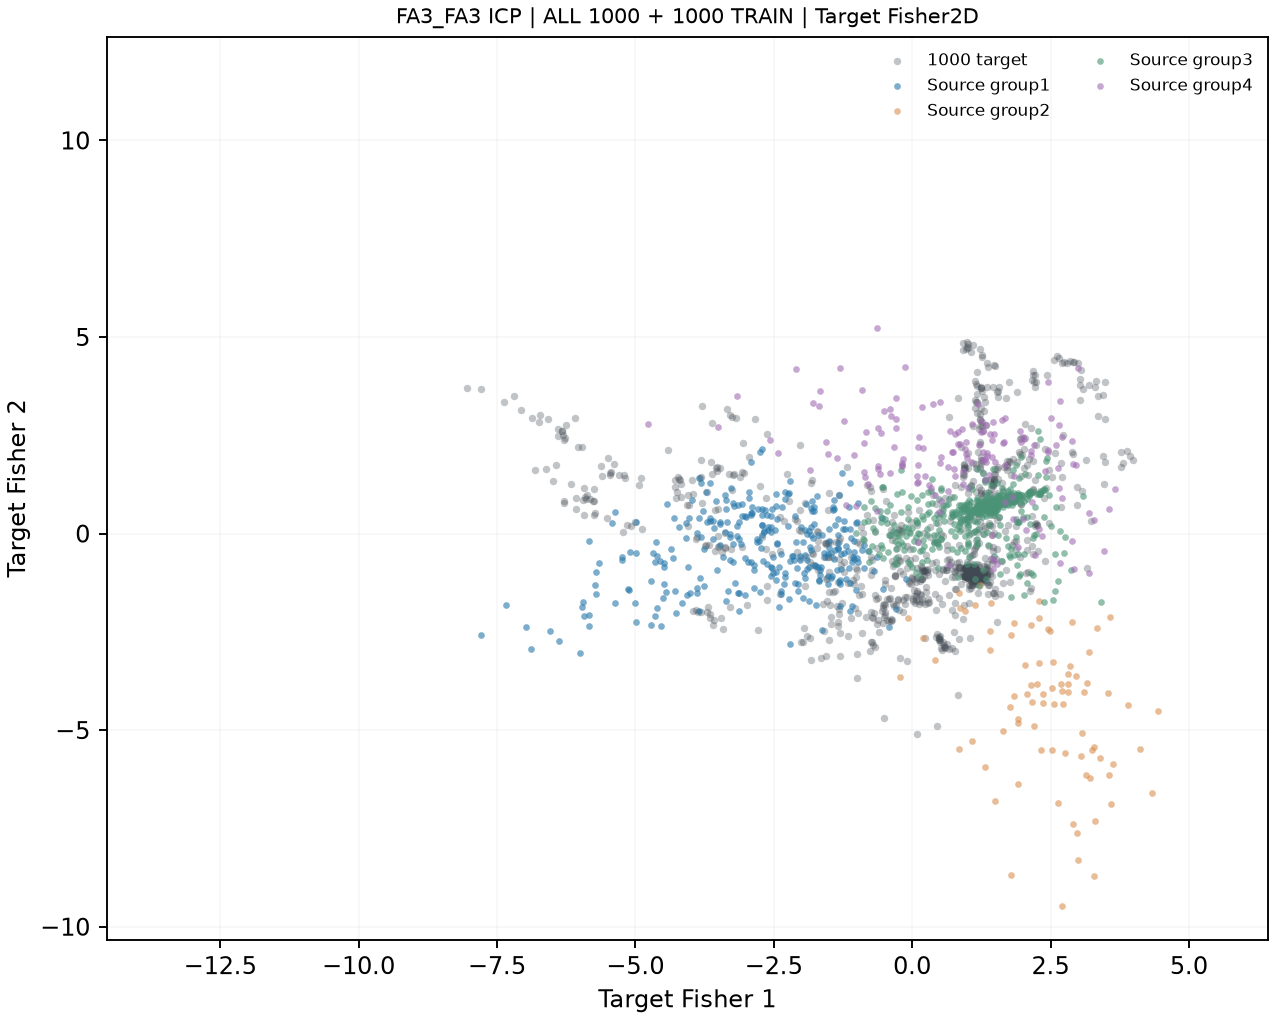 FA3_FA3 ICP | ALL 1000 + 1000 TRAIN | Target Fisher2D
1000 target
Source group1
Source group2
Source group3
Source group4
10
5
0
−5
−10
Target Fisher 2
−12.5
−10.0
−7.5
−5.0
−2.5
0.0
2.5
5.0
Target Fisher 1